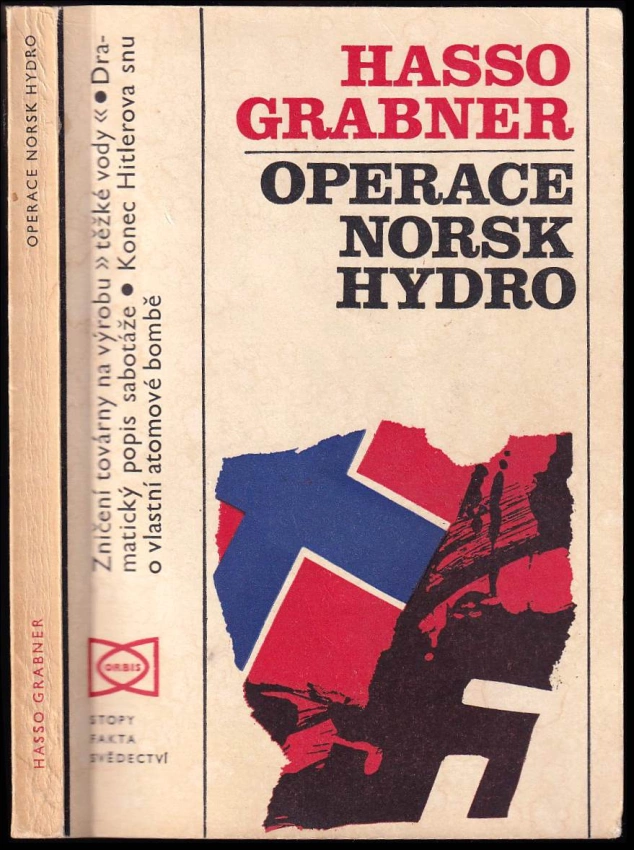 OPERACE NORSK HYDRO
HASSO GRABNER
Zničení továrny na výrobu » těžké vody « ● Dra-
matický popis sabotáže ● Konec Hitlerova snu
o vlastní atomové bombě
ORBIS
STOPY
FAKTA
SVĚDECTVÍ
HASSO
GRABNER
OPERACE
NORSK
HYDRO